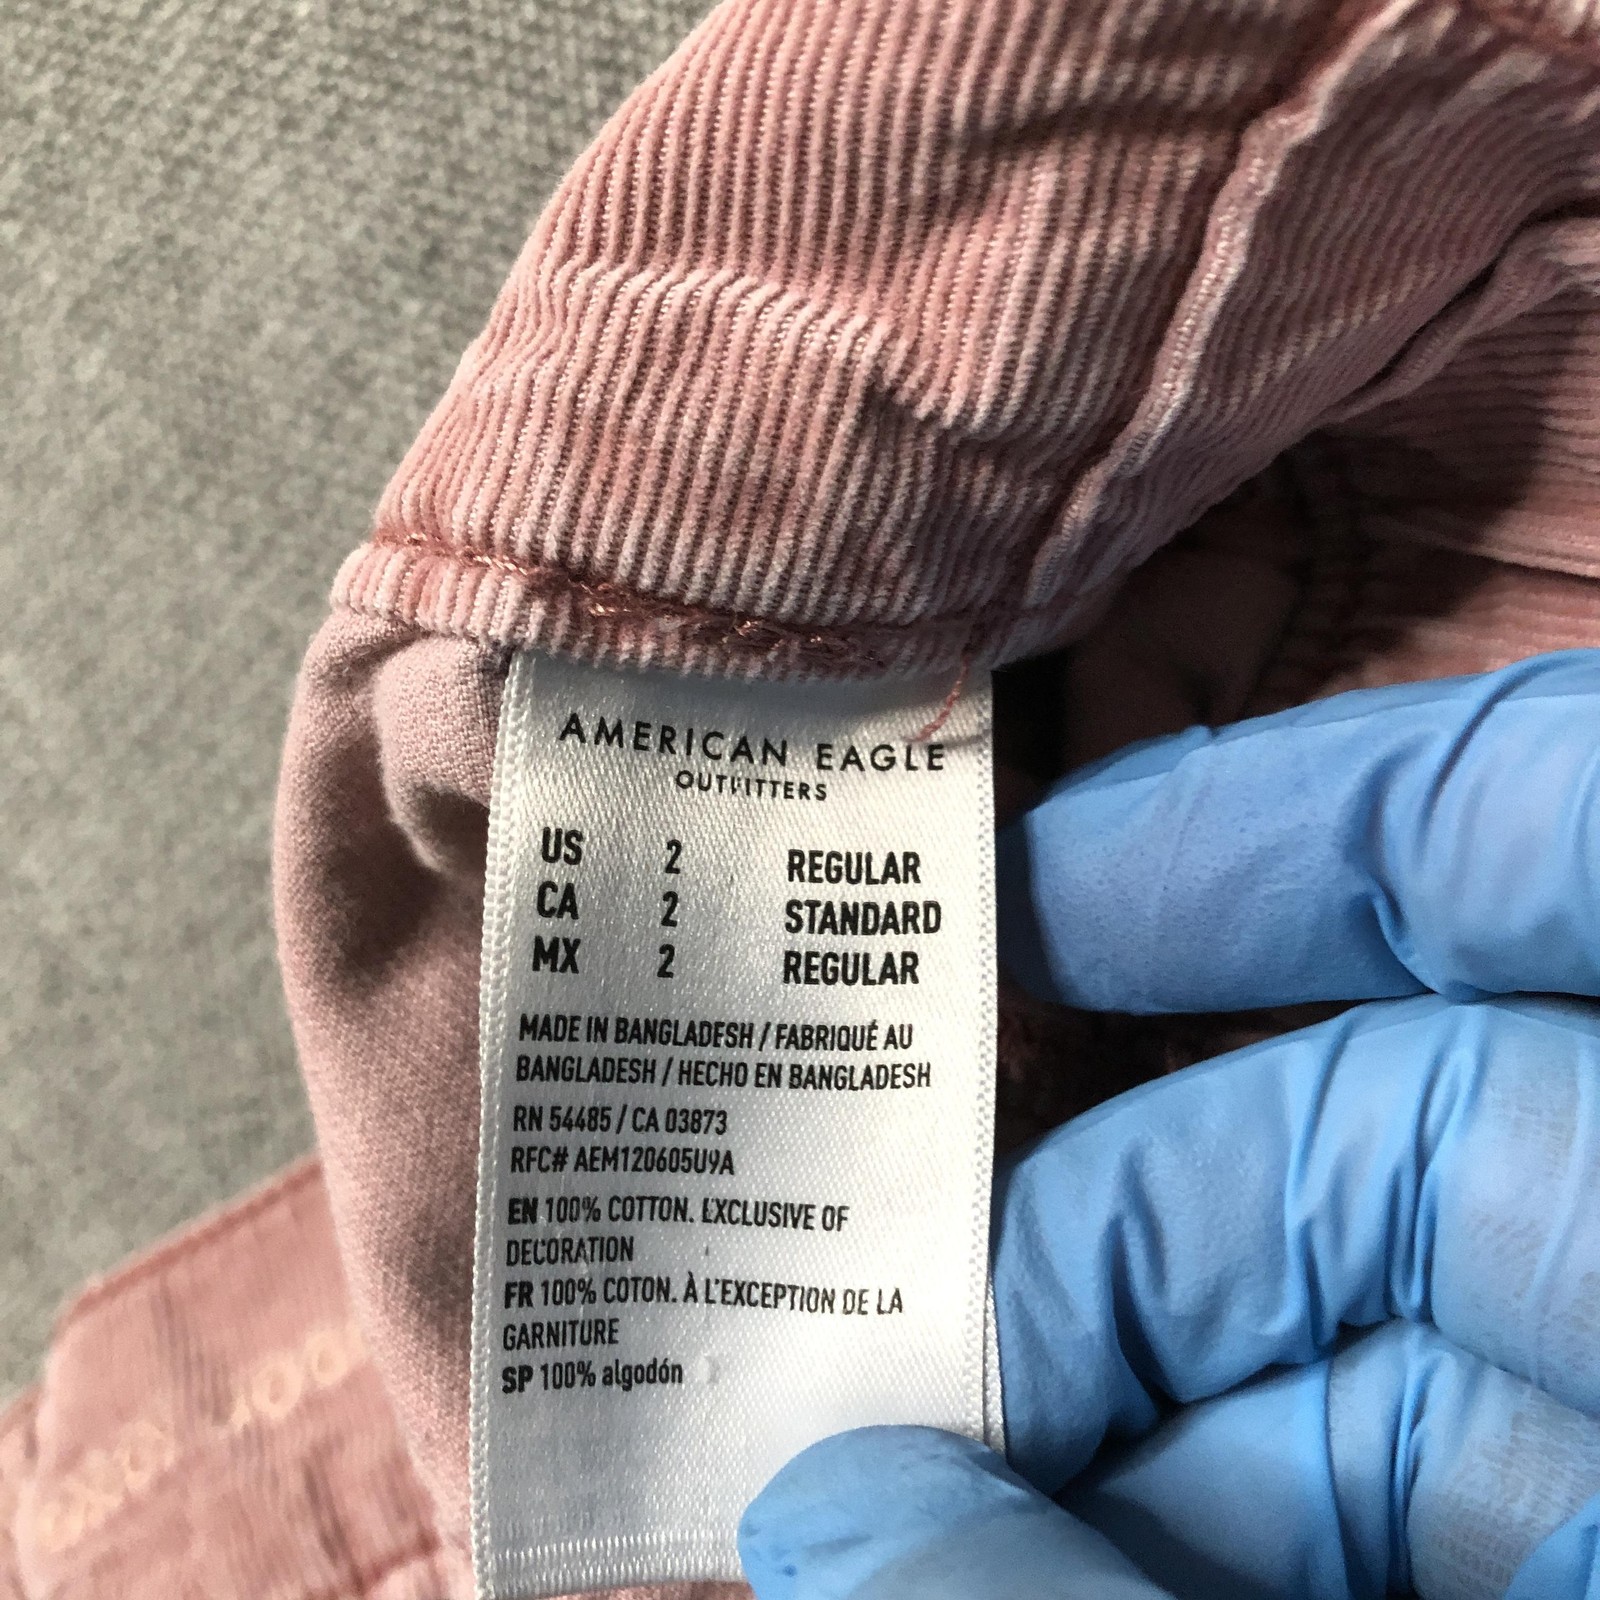 AMERICAN EAGLE
OUTFITTERS
US 2 REGULAR
CA 2 STANDARD
MX 2 REGULAR
MADE IN BANGLADESH / FABRIQUÉ AU
BANGLADESH / HECHO EN BANGLADESH
RN 54485 / CA 03873
RFC# AEM120605U9A
EN 100% COTTON. EXCLUSIVE OF
DECORATION
FR 100% COTON. À L'EXCEPTION DE LA
GARNITURE
SP 100% algodón